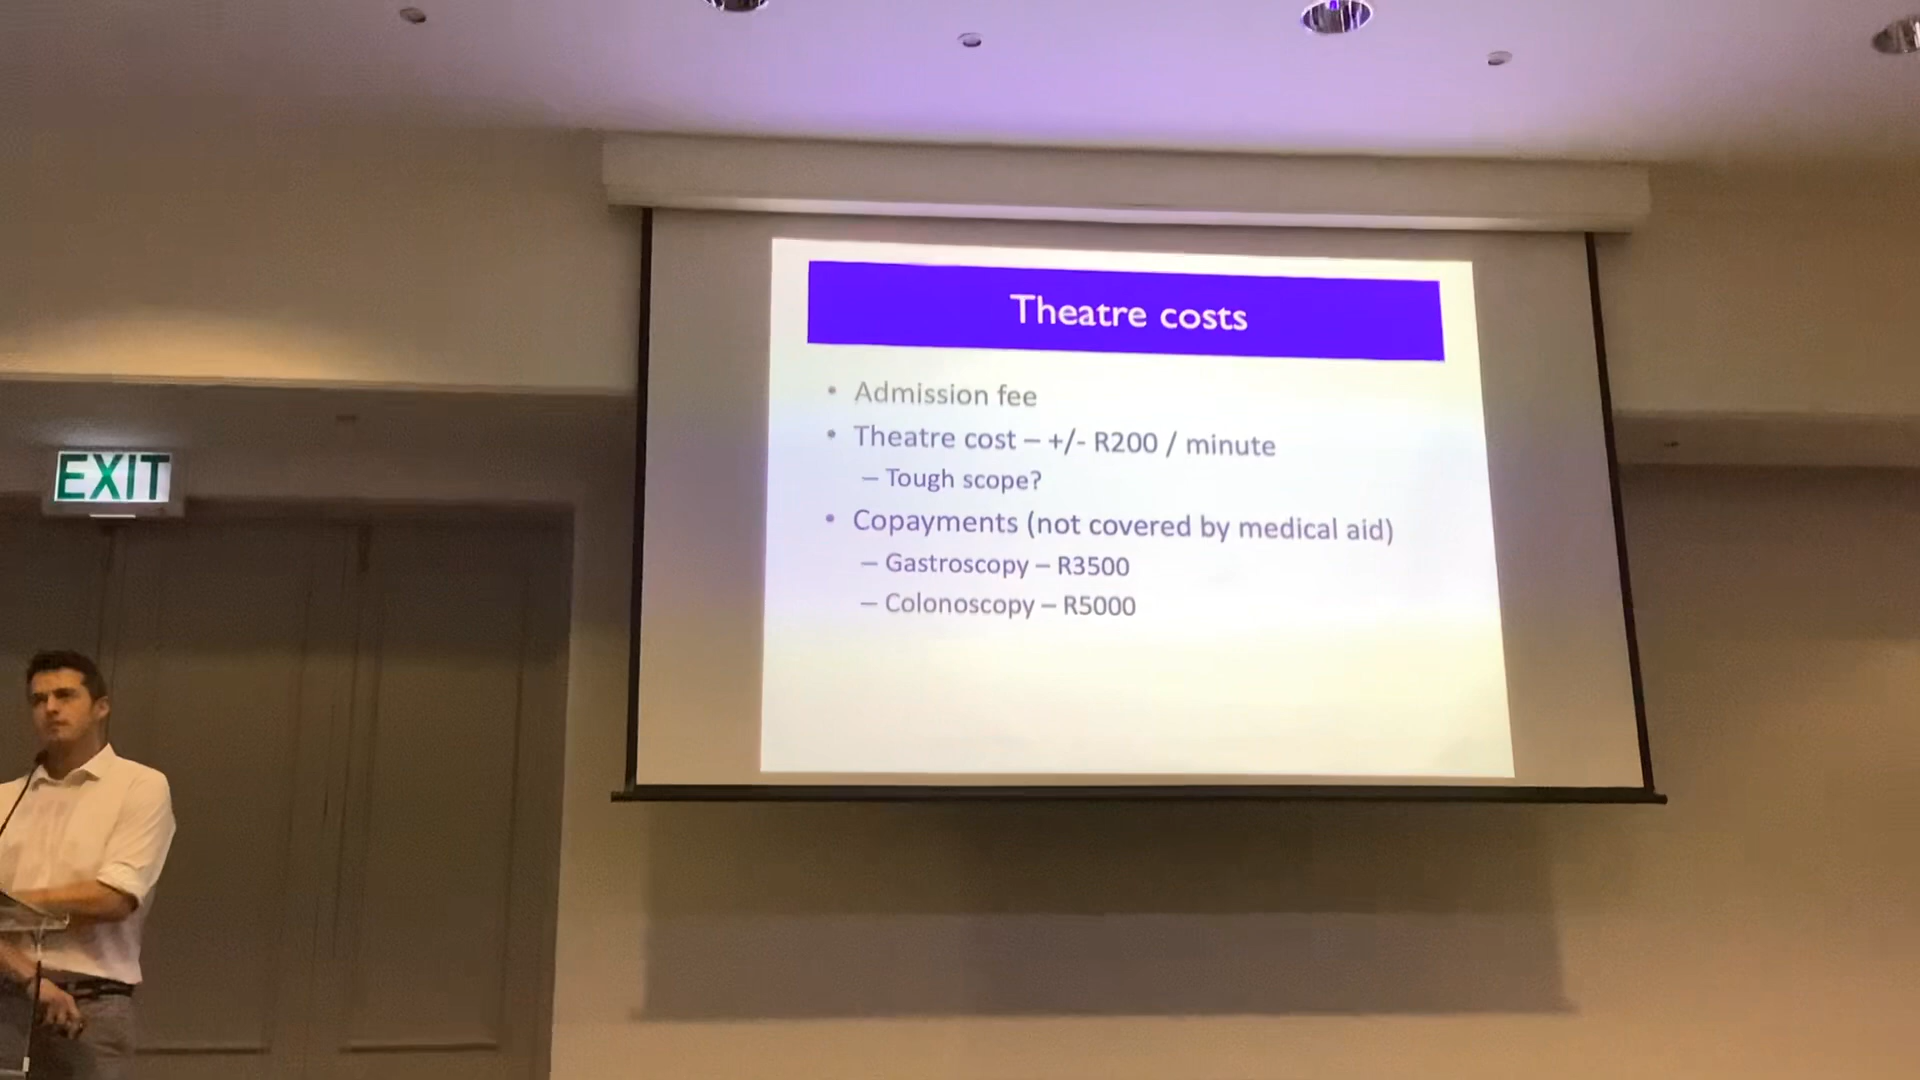 Theatre costs
• Admission fee
• Theatre cost – +/- R200 / minute
– Tough scope?
• Copayments (not covered by medical aid)
– Gastroscopy – R3500
– Colonoscopy – R5000
EXIT